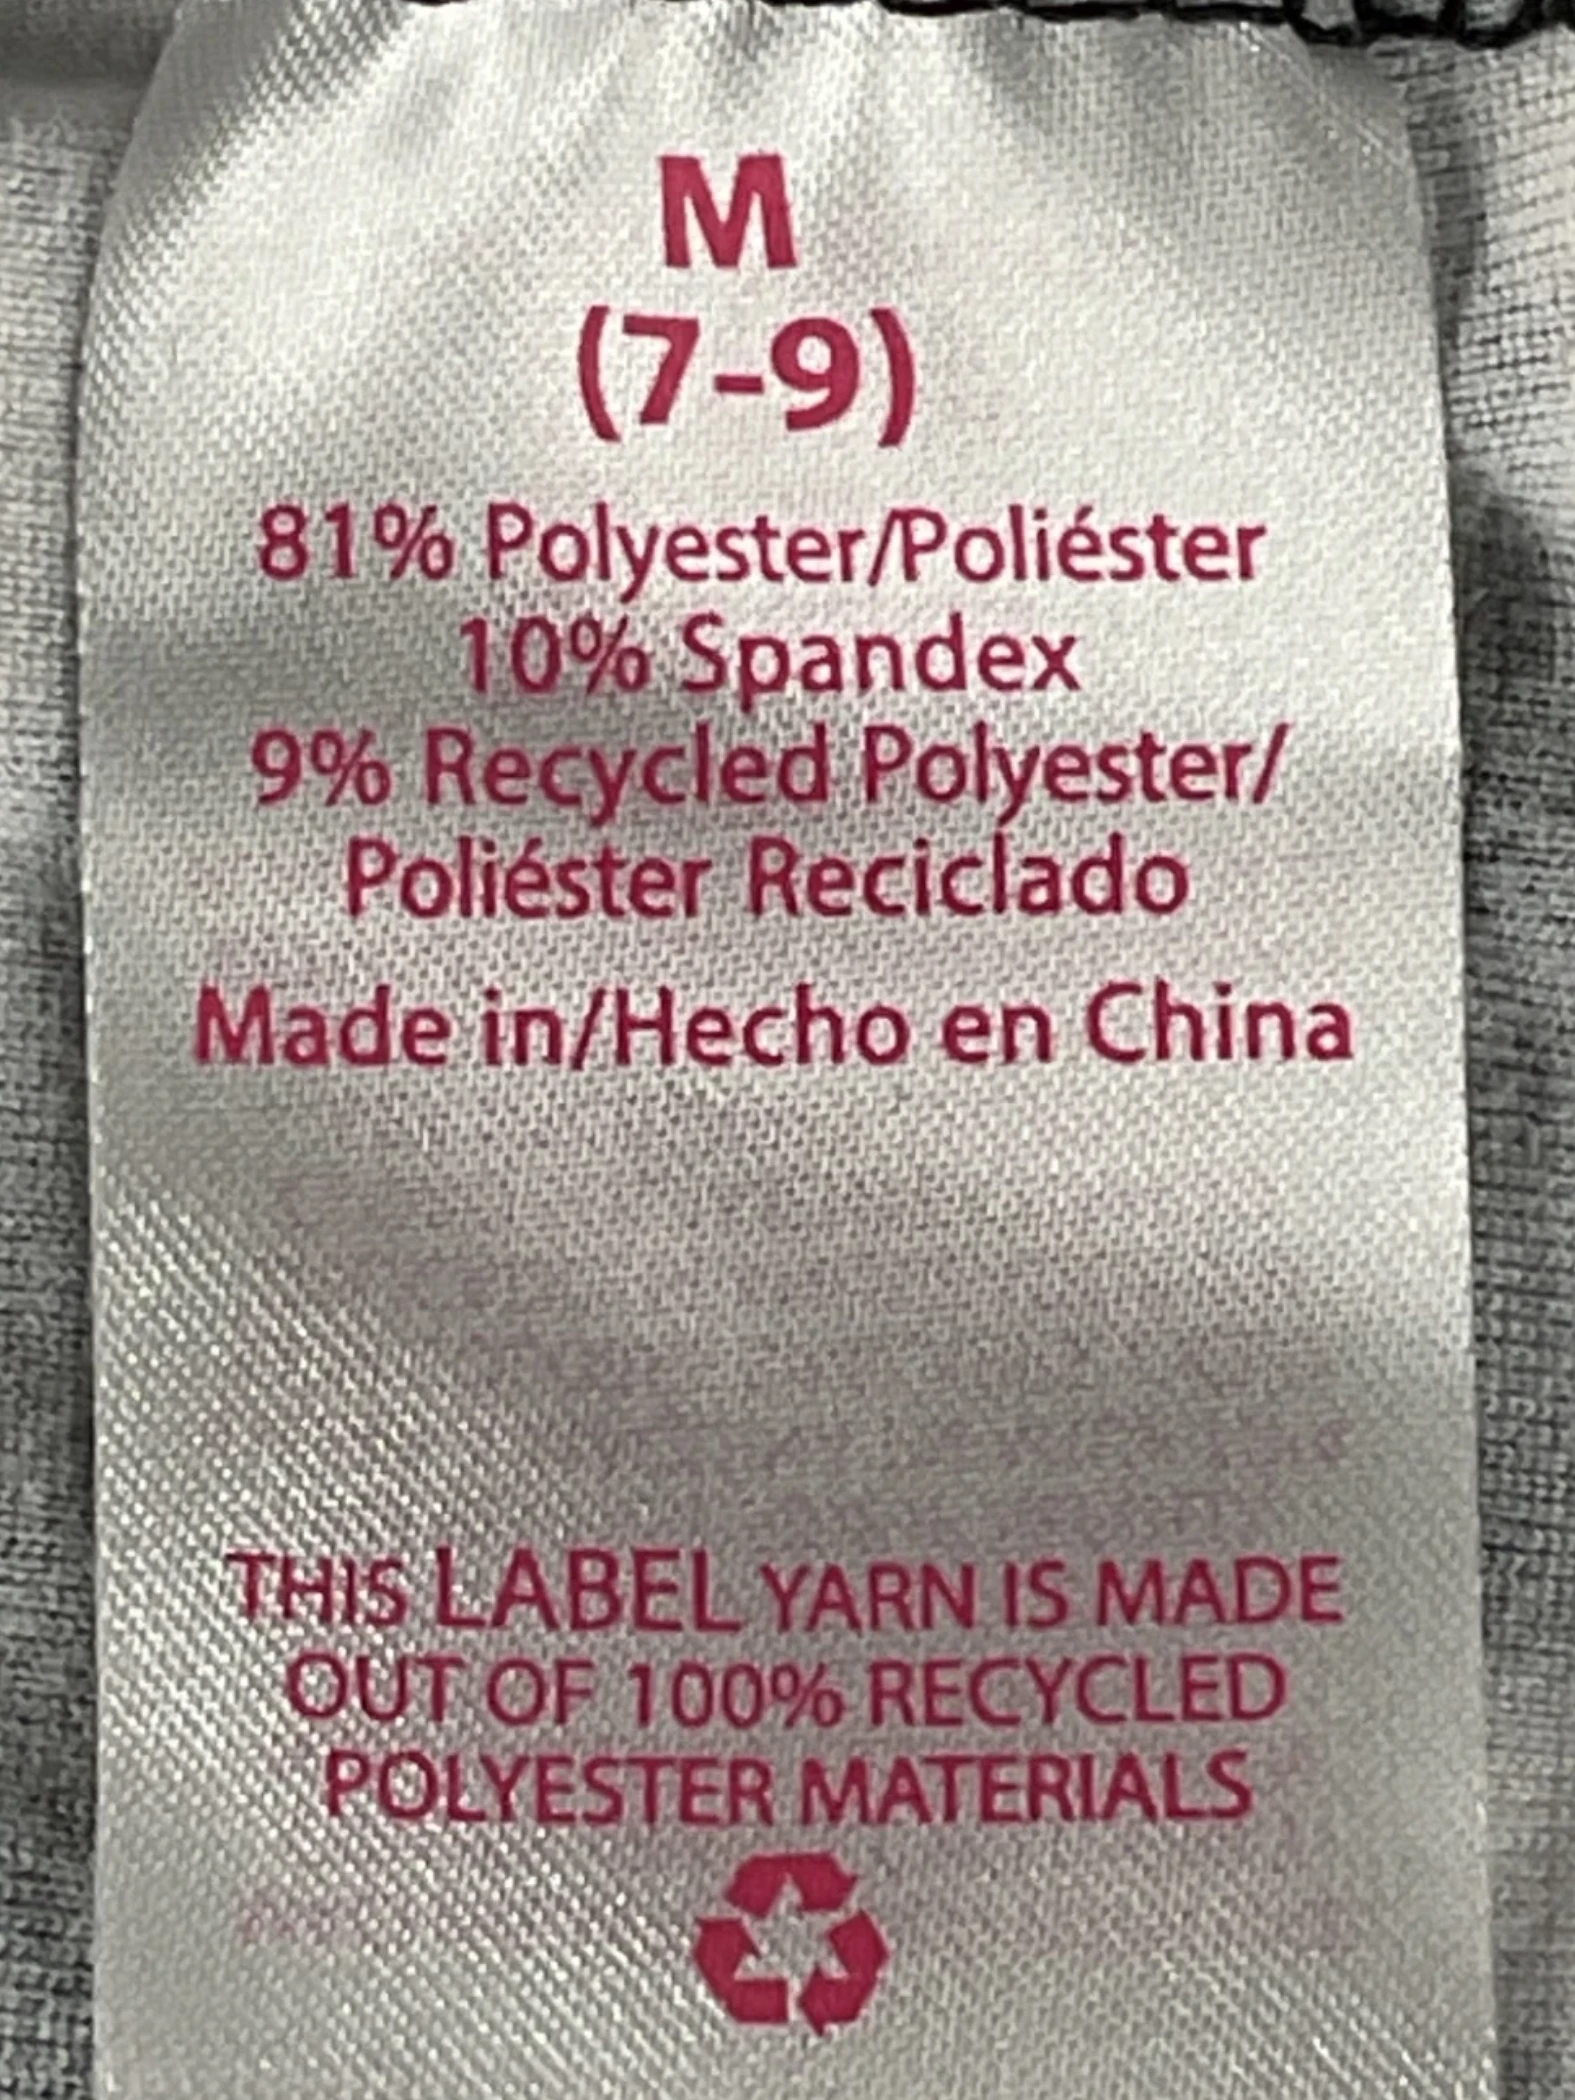 M
(7-9)
81% Polyester/Poliéster
10% Spandex
9% Recycled Polyester/
Poliéster Reciclado
Made in/Hecho en China
THIS LABEL YARN IS MADE
OUT OF 100% RECYCLED
POLYESTER MATERIALS